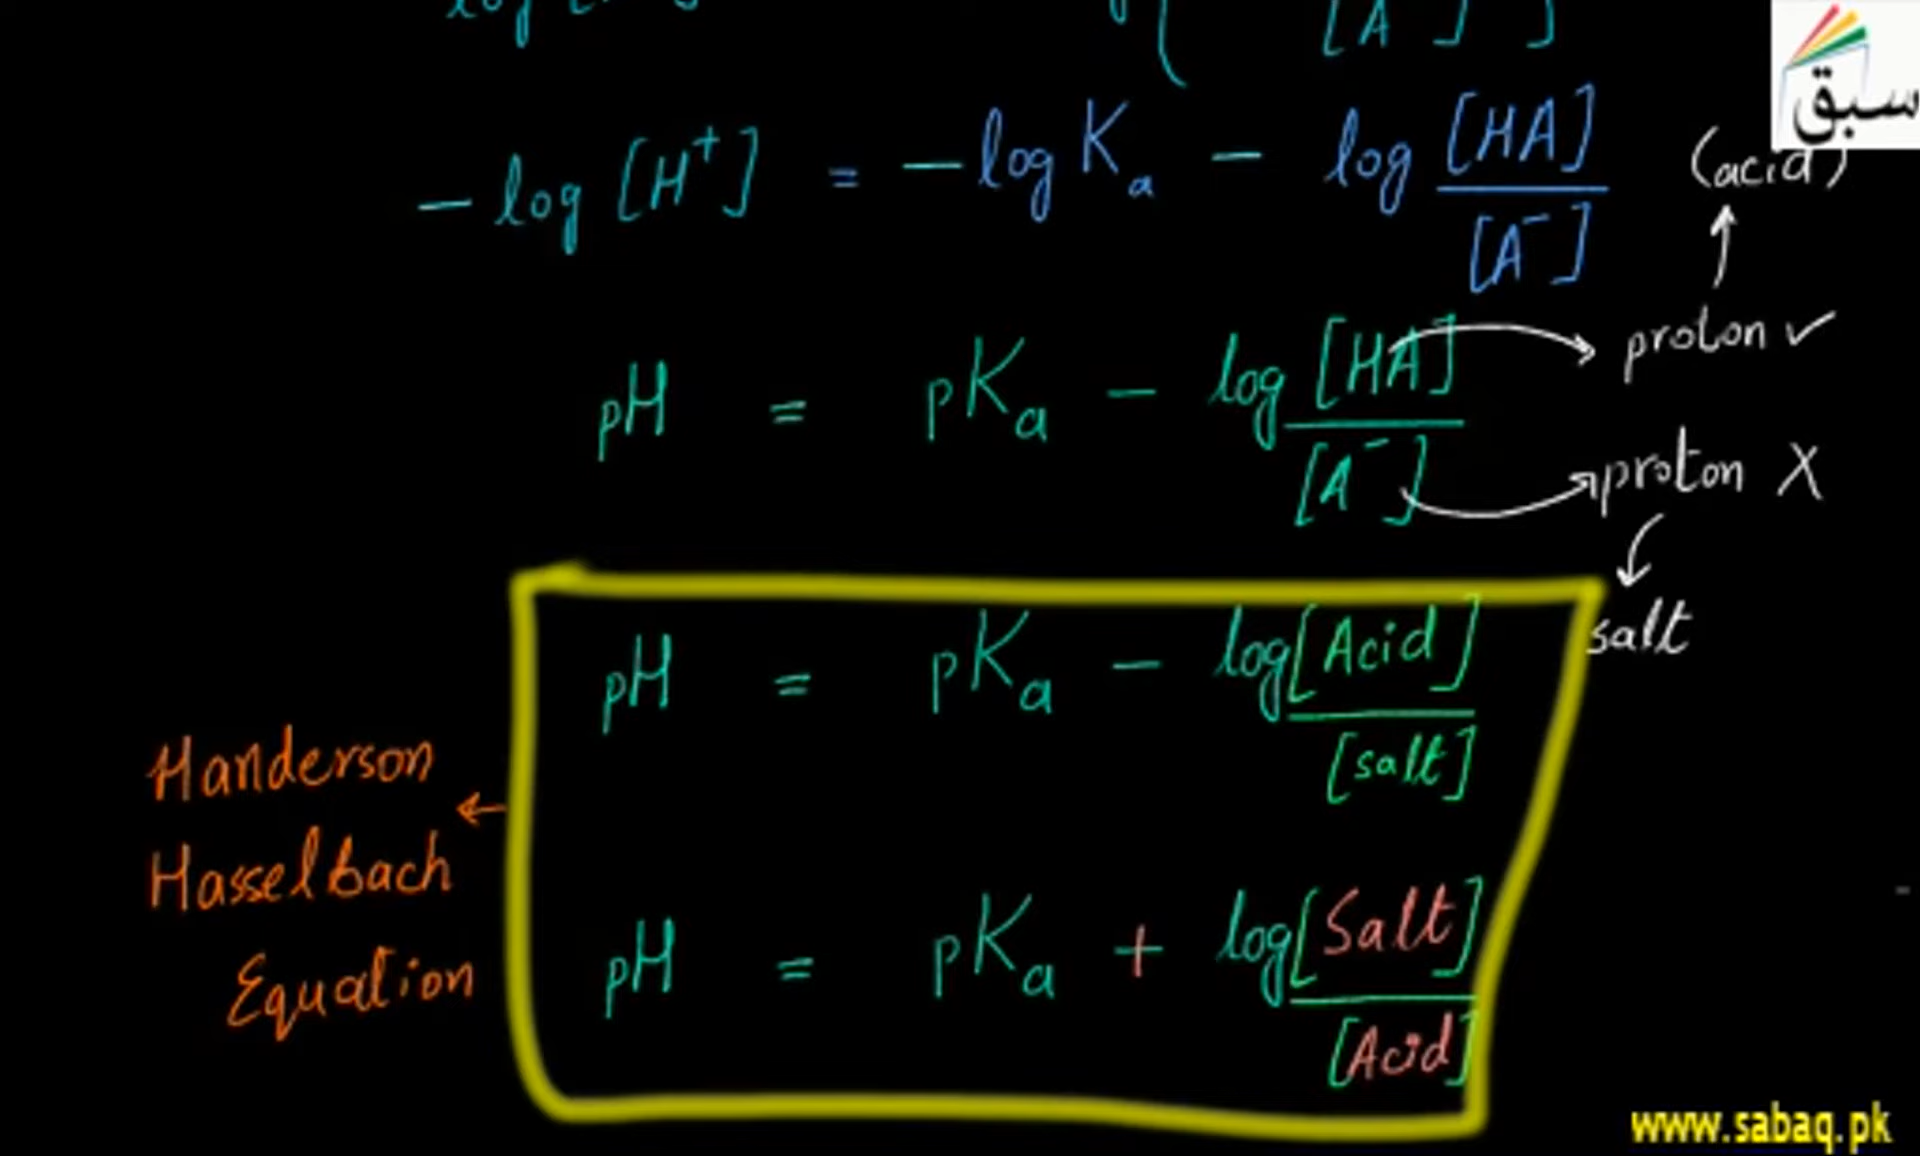 [A ] ]
سبق
- log [H⁺] = - log Kₐ - log [HA] / [A⁻]
(acid)
pH = pKₐ - log [HA] / [A⁻]
proton ✓
proton X
salt
pH = pKₐ - log [Acid] / [salt]
Handerson
Hasselbach
Equation
pH = pKₐ + log [Salt] / [Acid]
www.sabaq.pk